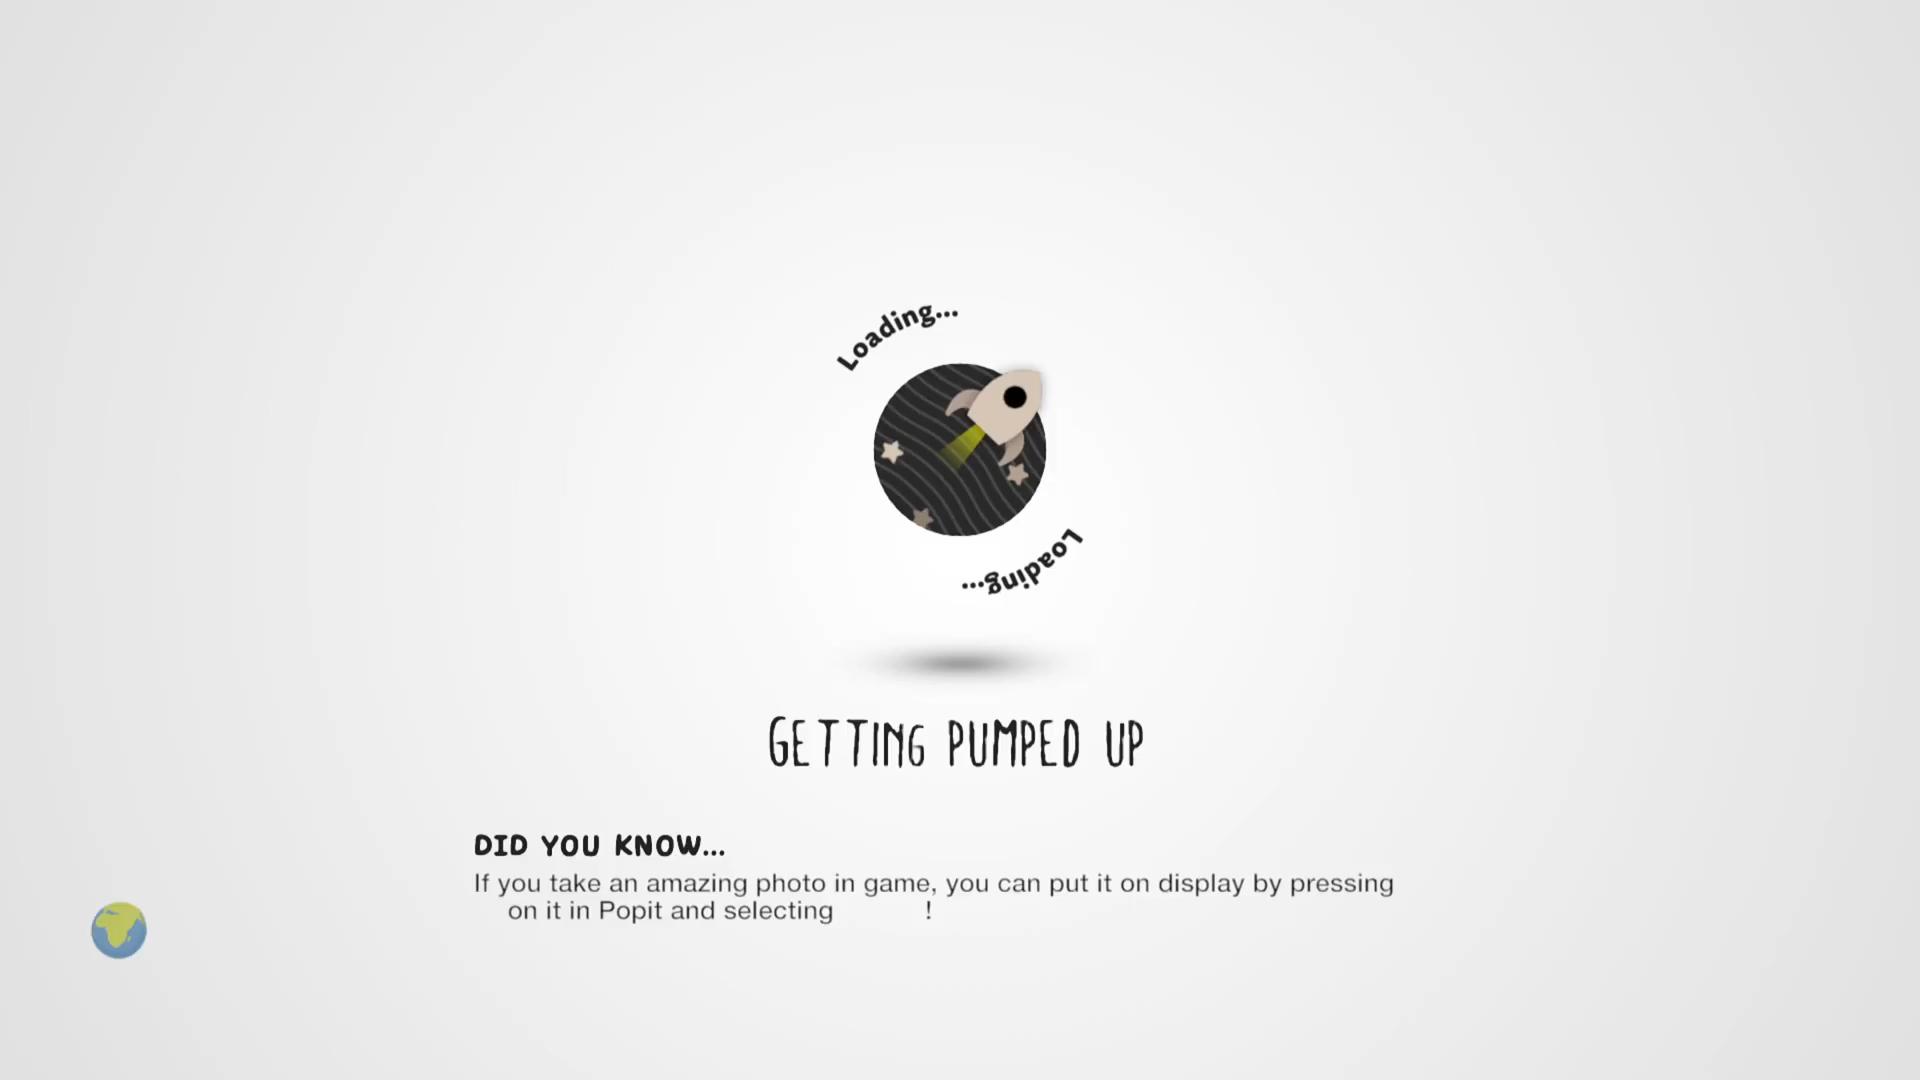 Loading...
Loading...
GETTING PUMPED UP
DID YOU KNOW...
If you take an amazing photo in game, you can put it on display by pressing
on it in Popit and selecting !